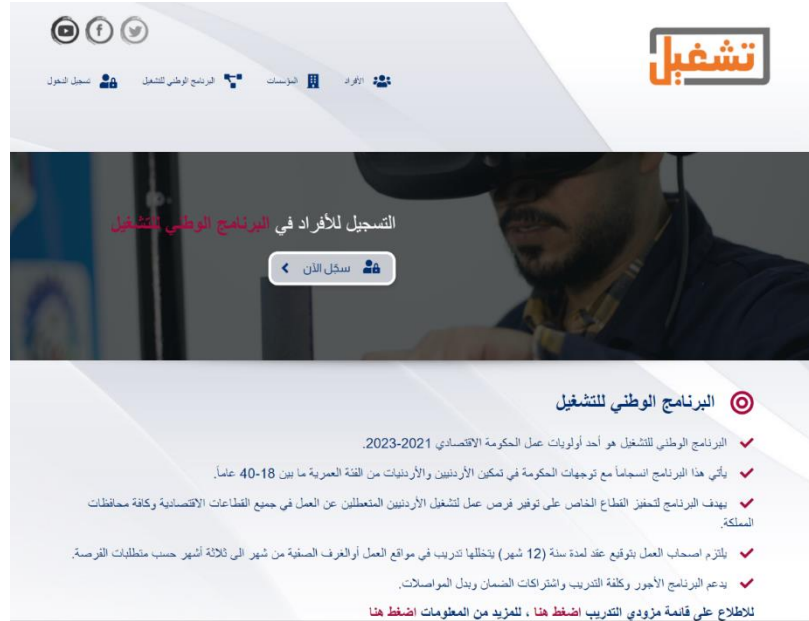 تشغيل
الأفراد
المؤسسات
البرنامج الوطني للتشغيل
تسجيل الدخول
التسجيل للأفراد في البرنامج الوطني للتشغيل
سجّل الآن
البرنامج الوطني للتشغيل
البرنامج الوطني للتشغيل هو أحد أولويات عمل الحكومة الاقتصادي 2021-2023.
يأتي هذا البرنامج انسجاماً مع توجهات الحكومة في تمكين الأردنيين والأردنيات من الفئة العمرية ما بين 18-40 عاماً.
يهدف البرنامج لتحفيز القطاع الخاص على توفير فرص عمل لتشغيل الأردنيين المتعطلين عن العمل في جميع القطاعات الاقتصادية وكافة محافظات
المملكة.
يلتزم اصحاب العمل بتوقيع عقد لمدة سنة (12 شهر) يتخللها تدريب في مواقع العمل أوالغرف الصفية من شهر الى ثلاثة أشهر حسب متطلبات الفرصة.
يدعم البرنامج الأجور وكلفة التدريب واشتراكات الضمان وبدل المواصلات.
للاطلاع على قائمة مزودي التدريب اضغط هنا ، للمزيد من المعلومات اضغط هنا